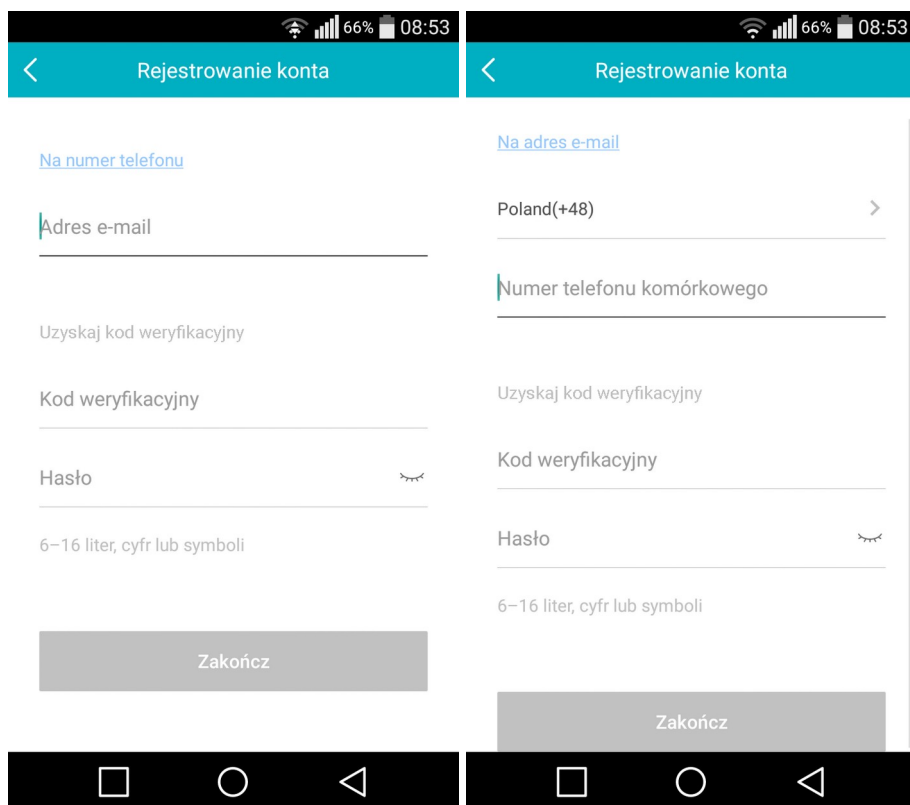 66% 08:53
Rejestrowanie konta
Na numer telefonu
Adres e-mail
Uzyskaj kod weryfikacyjny
Kod weryfikacyjny
Hasło
6–16 liter, cyfr lub symboli
Zakończ
66% 08:53
Rejestrowanie konta
Na adres e-mail
Poland(+48)
Numer telefonu komórkowego
Uzyskaj kod weryfikacyjny
Kod weryfikacyjny
Hasło
6–16 liter, cyfr lub symboli
Zakończ